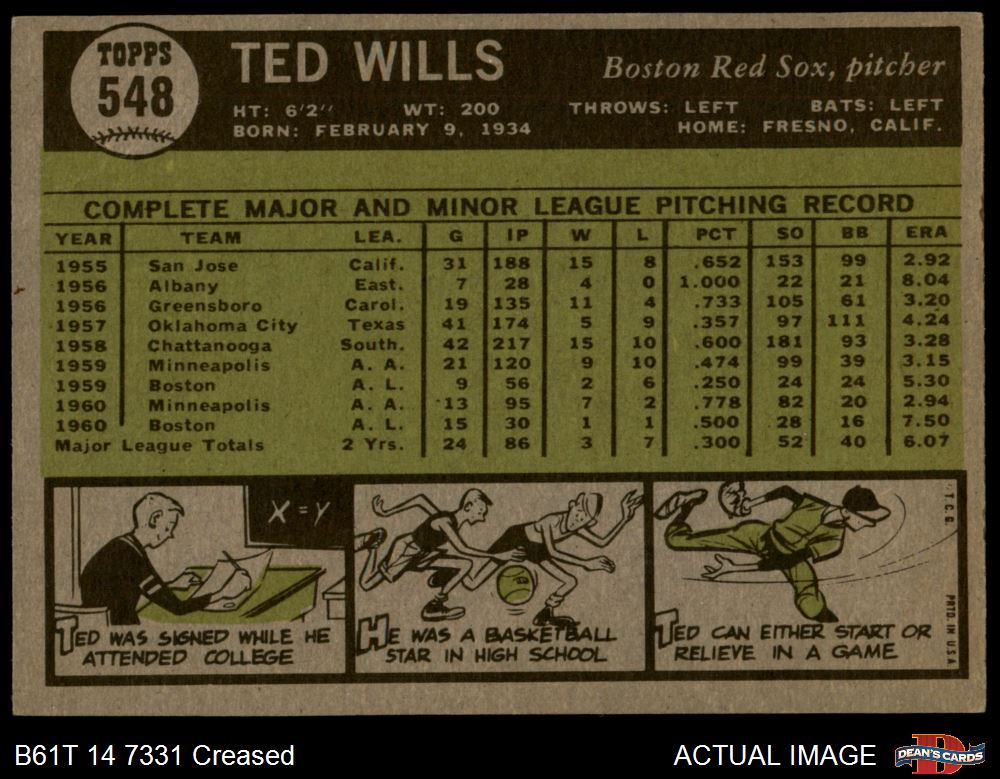 TOPPS
548
TED WILLS
Boston Red Sox, pitcher
HT: 6'2'' WT: 200 THROWS: LEFT BATS: LEFT
BORN: FEBRUARY 9, 1934 HOME: FRESNO, CALIF.
COMPLETE MAJOR AND MINOR LEAGUE PITCHING RECORD
YEAR TEAM LEA. G IP W L PCT SO BB ERA
1955 San Jose Calif. 31 188 15 8 .652 153 99 2.92
1956 Albany East. 7 28 4 0 1.000 22 21 8.04
1956 Greensboro Carol. 19 135 11 4 .733 105 61 3.20
1957 Oklahoma City Texas 41 174 5 9 .357 97 111 4.24
1958 Chattanooga South. 42 217 15 10 .600 181 93 3.28
1959 Minneapolis A. A. 21 120 9 10 .474 99 39 3.15
1959 Boston A. L. 9 56 2 6 .250 24 24 5.30
1960 Minneapolis A. A. 13 95 7 2 .778 82 20 2.94
1960 Boston A. L. 15 30 1 1 .500 28 16 7.50
Major League Totals 2 Yrs. 24 86 3 7 .300 52 40 6.07
X = Y
TED WAS SIGNED WHILE HE
ATTENDED COLLEGE
HE WAS A BASKETBALL
STAR IN HIGH SCHOOL
TED CAN EITHER START OR
RELIEVE IN A GAME
T.C.G.
PRTD. IN U.S.A.
B61T 14 7331 Creased
ACTUAL IMAGE
DEAN'S CARDS